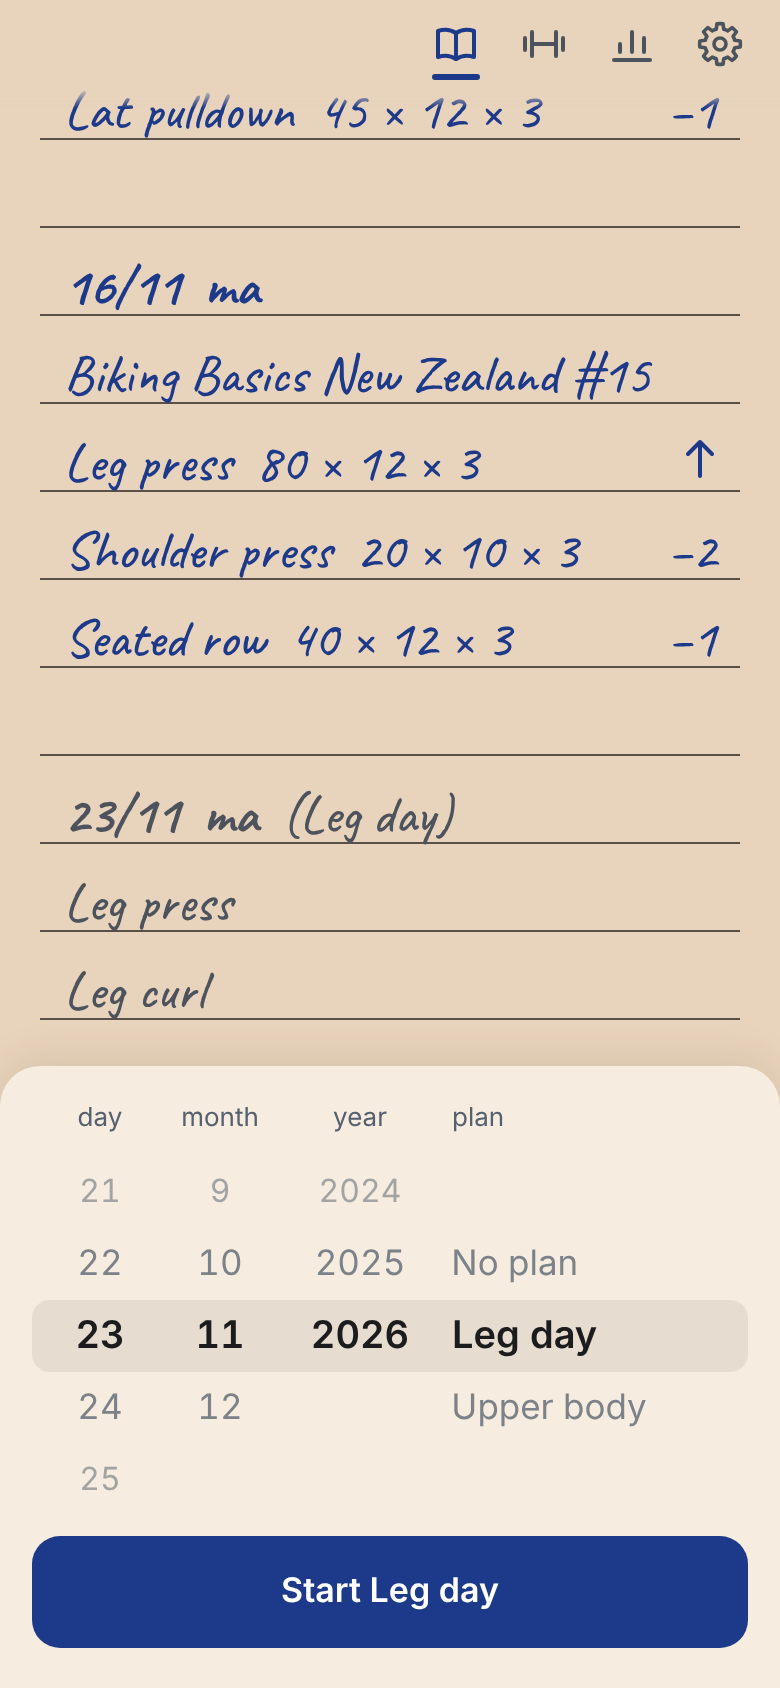 Lat pulldown 45 × 12 × 3 −1
16/11 ma
Biking Basics New Zealand #15
Leg press 80 × 12 × 3 ↑
Shoulder press 20 × 10 × 3 −2
Seated row 40 × 12 × 3 −1
23/11 ma (Leg day)
Leg press
Leg curl
day month year plan
21 9 2024
22 10 2025 No plan
23 11 2026 Leg day
24 12 Upper body
25
Start Leg day